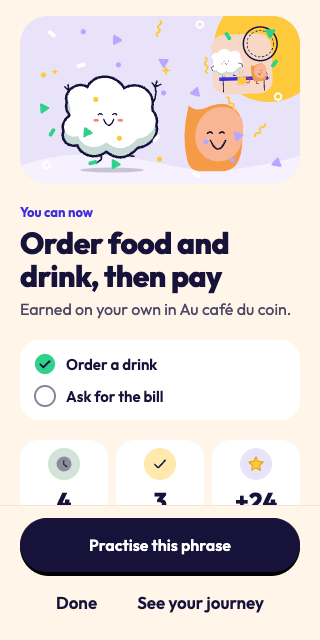 You can now
Order food and
drink, then pay
Earned on your own in Au café du coin.
Order a drink
Ask for the bill
4
3
+24
Practise this phrase
Done
See your journey